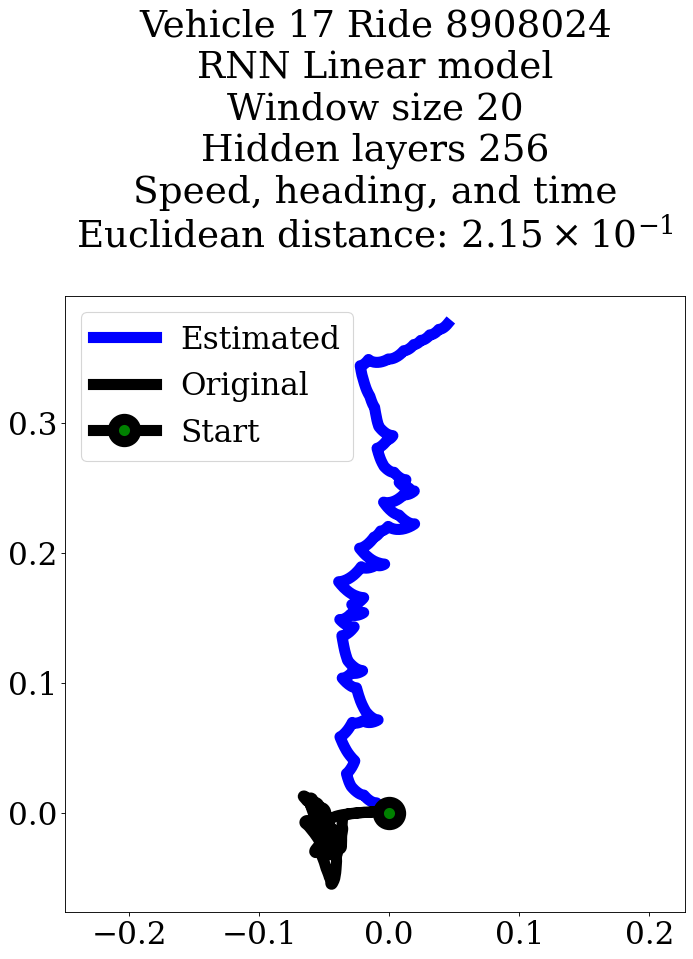 Vehicle 17 Ride 8908024
RNN Linear model
Window size 20
Hidden layers 256
Speed, heading, and time
Euclidean distance: 2.15 × 10⁻¹
Estimated
Original
Start
0.3
0.2
0.1
0.0
−0.2
−0.1
0.0
0.1
0.2